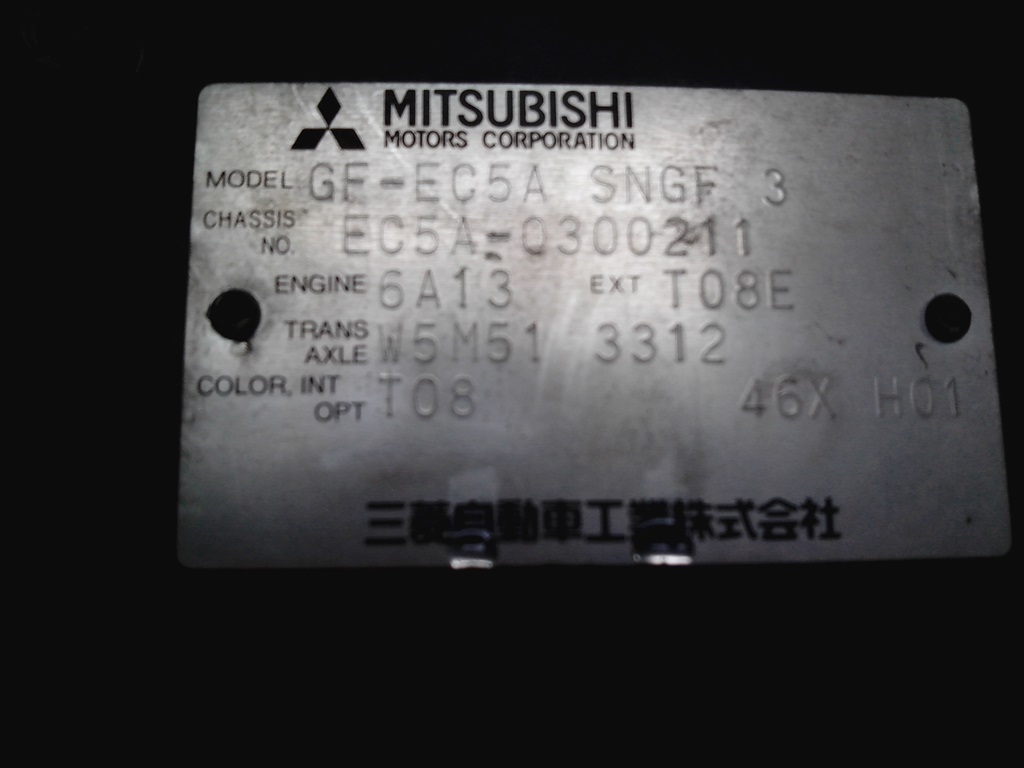 MITSUBISHI
MOTORS CORPORATION
MODEL GF-EC5A SNGF 3
CHASSIS NO. EC5A-0300211
ENGINE 6A13 EXT T08E
TRANS AXLE W5M51 3312
COLOR, INT OPT T08 46X H01
三菱自動車工業株式会社